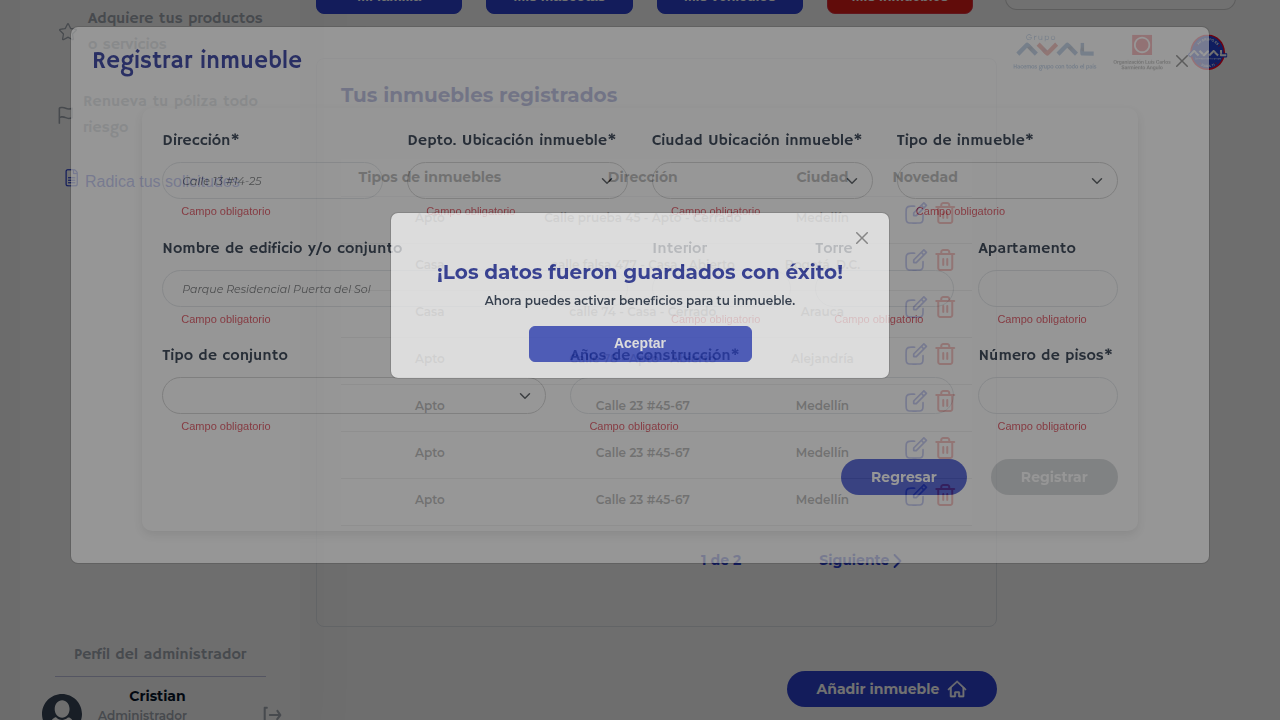 Adquiere tus productos
o servicios
Registrar inmueble
Grupo
AVAL
Renueva tu póliza todo
riesgo
Tus inmuebles registrados
Dirección*
Depto. Ubicación inmueble*
Ciudad Ubicación inmueble*
Tipo de inmueble*
Radica tus solicitudes
Calle 13 #14-25
Tipos de inmuebles
Dirección
Ciudad
Novedad
Campo obligatorio
Campo obligatorio
Campo obligatorio
Campo obligatorio
Apto
Calle prueba 45 - Apto - Cerrado
Medellín
Nombre de edificio y/o conjunto
Interior
Torre
Apartamento
Casa
calle falsa 477 - Casa - Abierto
Bogotá, D.C.
¡Los datos fueron guardados con éxito!
Parque Residencial Puerta del Sol
Ahora puedes activar beneficios para tu inmueble.
Casa
calle 74 - Casa - Cerrado
Arauca
Campo obligatorio
Campo obligatorio
Campo obligatorio
Campo obligatorio
Aceptar
Tipo de conjunto
Años de construcción*
Número de pisos*
Apto
Alejandría
Apto
Calle 23 #45-67
Medellín
Campo obligatorio
Campo obligatorio
Campo obligatorio
Apto
Calle 23 #45-67
Medellín
Regresar
Registrar
Apto
Calle 23 #45-67
Medellín
1 de 2
Siguiente
Perfil del administrador
Añadir inmueble
Cristian
Administrador